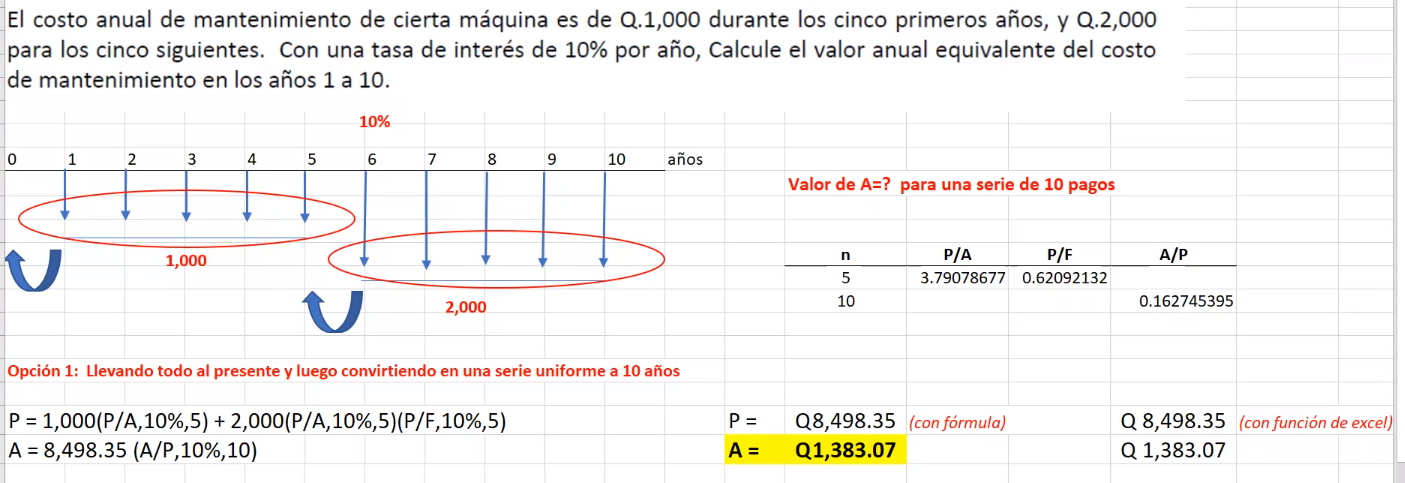 El costo anual de mantenimiento de cierta máquina es de Q.1,000 durante los cinco primeros años, y Q.2,000
para los cinco siguientes. Con una tasa de interés de 10% por año, Calcule el valor anual equivalente del costo
de mantenimiento en los años 1 a 10.
10%
0 1 2 3 4 5 6 7 8 9 10 años
Valor de A=? para una serie de 10 pagos
1,000
2,000
n P/A P/F A/P
5 3.79078677 0.62092132
10 0.162745395
Opción 1: Llevando todo al presente y luego convirtiendo en una serie uniforme a 10 años
P = 1,000(P/A,10%,5) + 2,000(P/A,10%,5)(P/F,10%,5) P = Q8,498.35 (con fórmula) Q 8,498.35 (con función de excel)
A = 8,498.35 (A/P,10%,10) A = Q1,383.07 Q 1,383.07